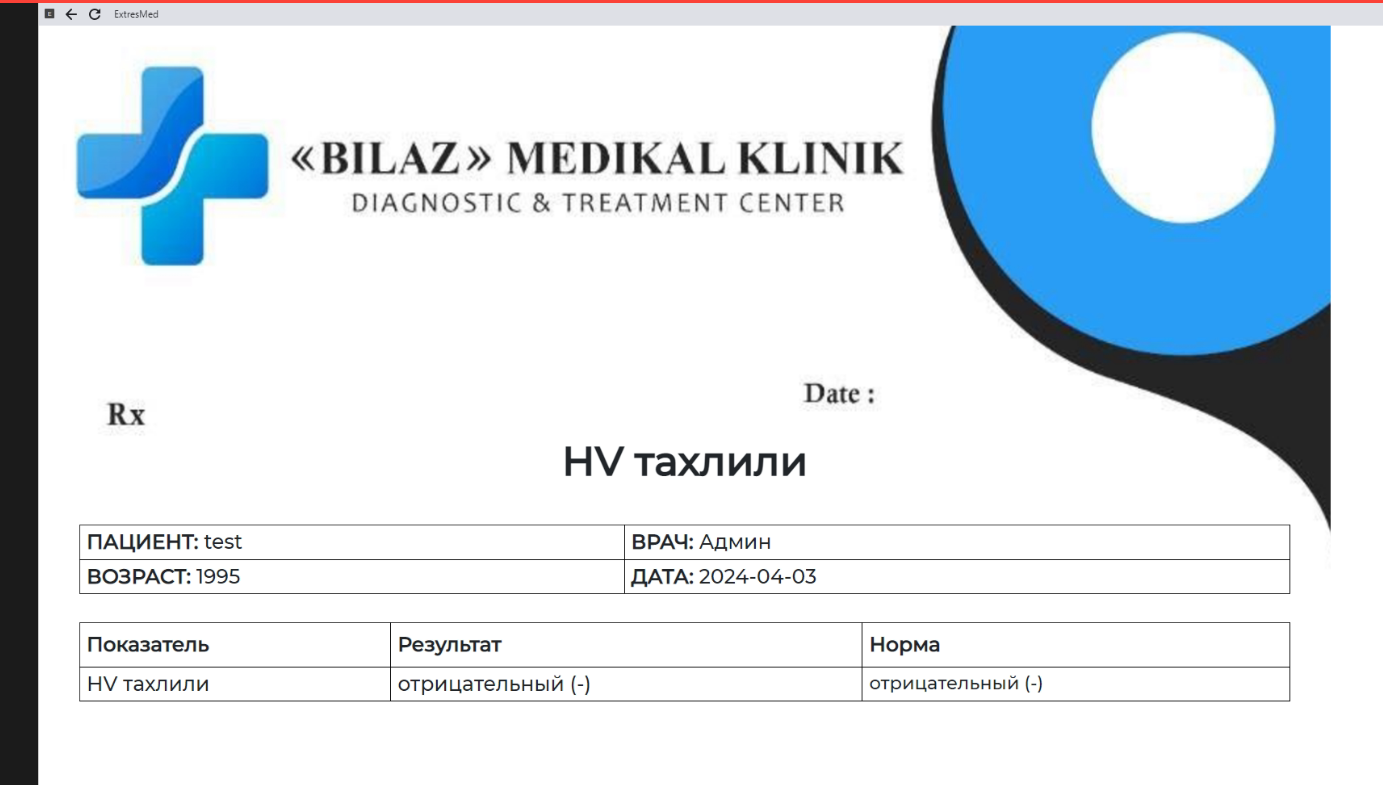 ExtresMed
«BILAZ» MEDIKAL KLINIK
DIAGNOSTIC & TREATMENT CENTER
Date :
Rx
HV тахлили
ПАЦИЕНТ: test
ВРАЧ: Админ
ВОЗРАСТ: 1995
ДАТА: 2024-04-03
Показатель Результат Норма
HV тахлили отрицательный (-) отрицательный (-)